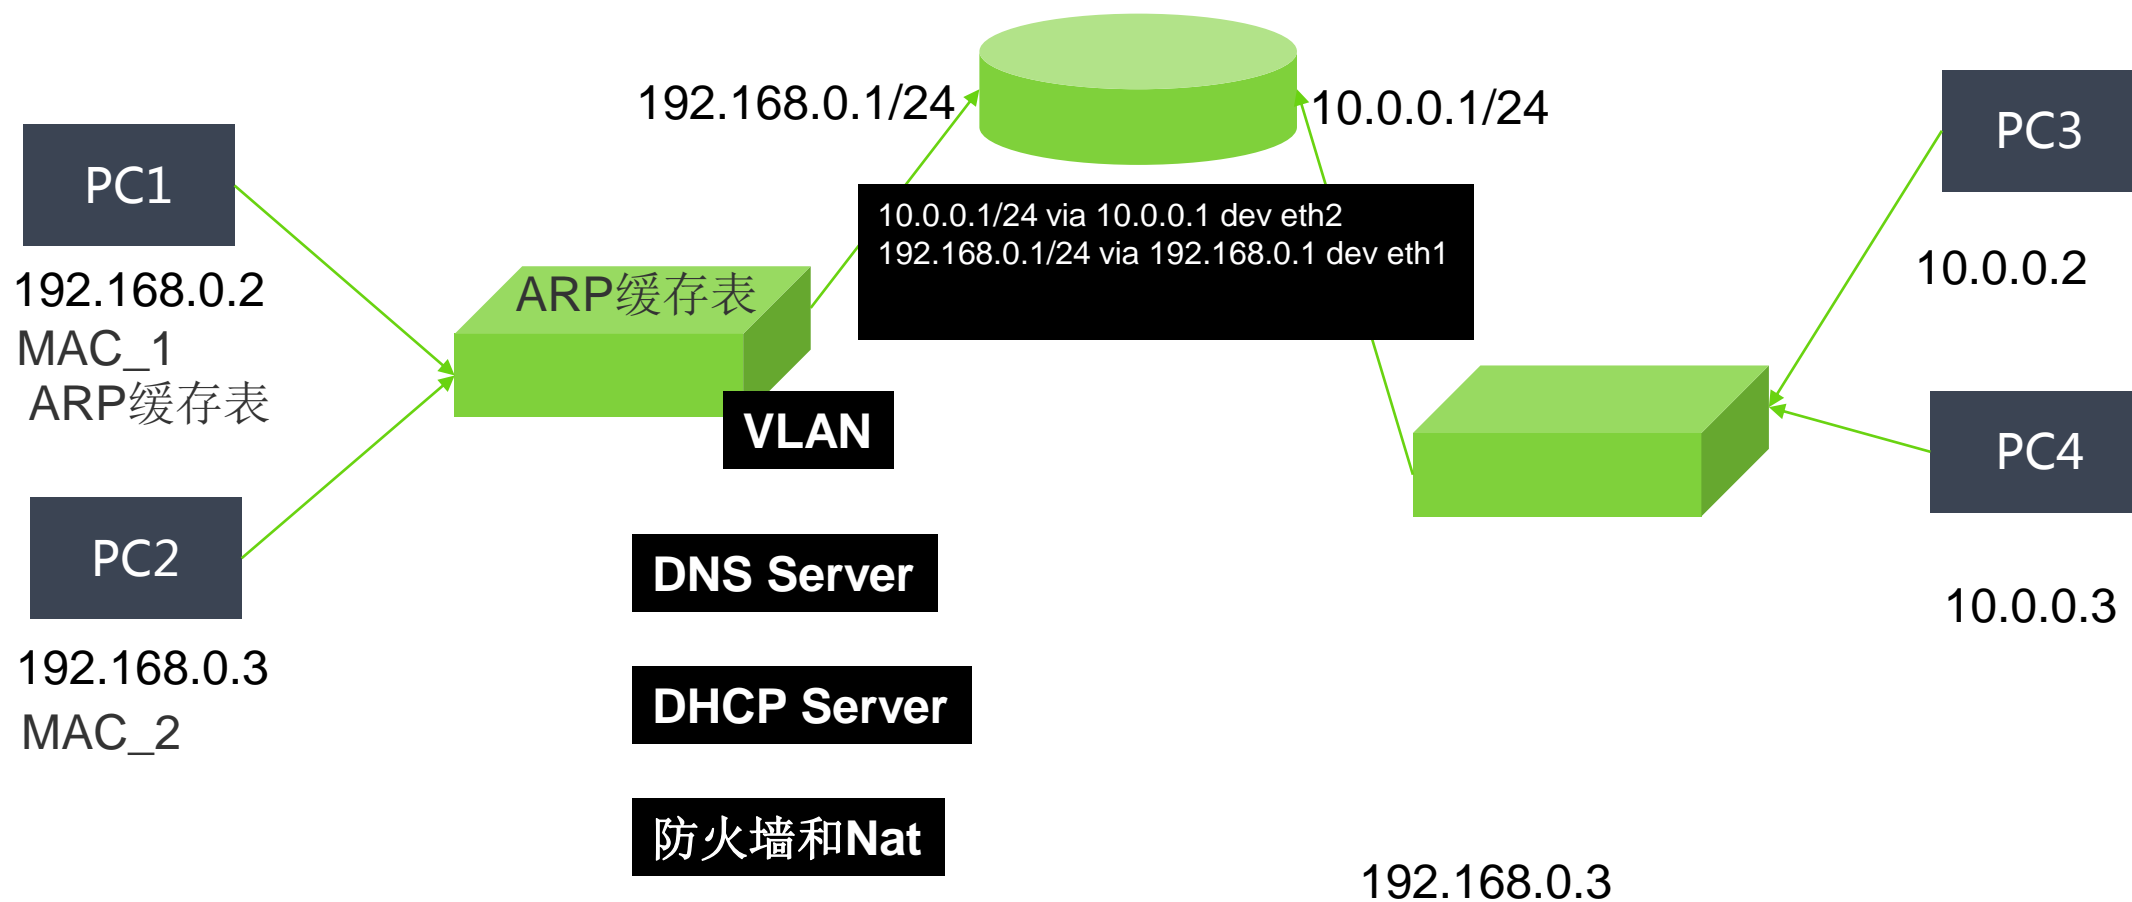 192.168.0.1/24
10.0.0.1/24
PC1
PC3
10.0.0.1/24 via 10.0.0.1 dev eth2
192.168.0.1/24 via 192.168.0.1 dev eth1
192.168.0.2
MAC_1
ARP缓存表
ARP缓存表
10.0.0.2
VLAN
PC4
PC2
DNS Server
10.0.0.3
192.168.0.3
MAC_2
DHCP Server
防火墙和Nat
192.168.0.3